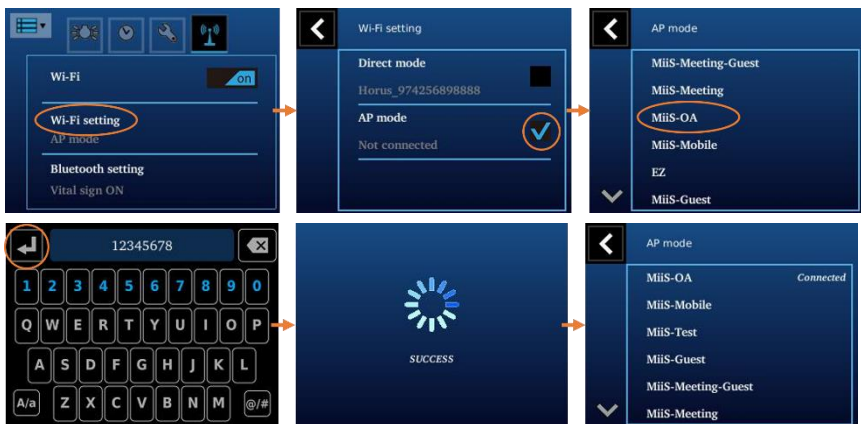 Wi-Fi
on
Wi-Fi setting
AP mode
Bluetooth setting
Vital sign ON
Wi-Fi setting
Direct mode
Horus_974256898888
AP mode
Not connected
AP mode
MiiS-Meeting-Guest
MiiS-Meeting
MiiS-OA
MiiS-Mobile
EZ
MiiS-Guest
12345678
1 2 3 4 5 6 7 8 9 0
Q W E R T Y U I O P
A S D F G H J K L
A/a Z X C V B N M @/#
SUCCESS
AP mode
MiiS-OA Connected
MiiS-Mobile
MiiS-Test
MiiS-Guest
MiiS-Meeting-Guest
MiiS-Meeting